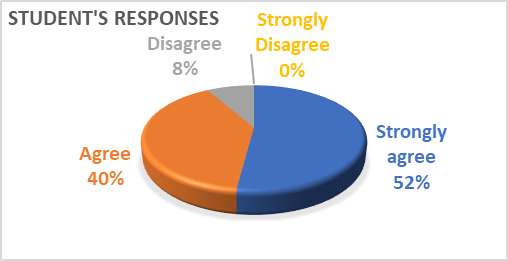 STUDENT'S RESPONSES
Strongly
Disagree
0%
Disagree
8%
Agree
40%
Strongly
agree
52%